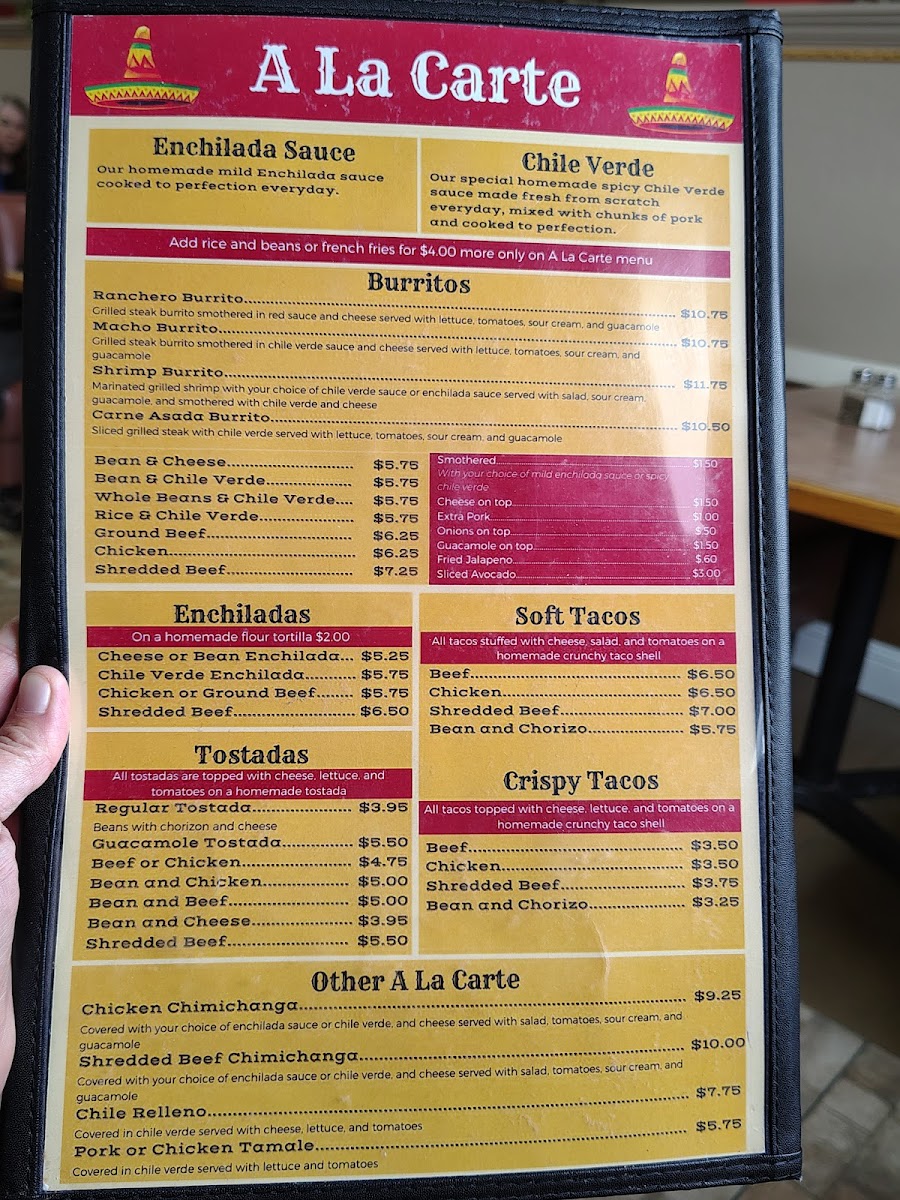 A La Carte
Enchilada Sauce
Our homemade mild Enchilada sauce
cooked to perfection everyday.
Chile Verde
Our special homemade spicy Chile Verde
sauce made fresh from scratch
everyday, mixed with chunks of pork
and cooked to perfection.
Add rice and beans or french fries for $4.00 more only on A La Carte menu
Burritos
Ranchero Burrito $10.75
Grilled steak burrito smothered in red sauce and cheese served with lettuce, tomatoes, sour cream, and guacamole
Macho Burrito $10.75
Grilled steak burrito smothered in chile verde sauce and cheese served with lettuce, tomatoes, sour cream, and
guacamole
Shrimp Burrito $11.75
Marinated grilled shrimp with your choice of chile verde sauce or enchilada sauce served with salad, sour cream,
guacamole, and smothered with chile verde and cheese
Carne Asada Burrito $10.50
Sliced grilled steak with chile verde served with lettuce, tomatoes, sour cream, and guacamole
Bean & Cheese $5.75
Bean & Chile Verde $5.75
Whole Beans & Chile Verde $5.75
Rice & Chile Verde $5.75
Ground Beef $6.25
Chicken $6.25
Shredded Beef $7.25
Smothered $1.50
With your choice of mild enchilada sauce or spicy
chile verde
Cheese on top $1.50
Extra Pork $1.00
Onions on top $.50
Guacamole on top $1.50
Fried Jalapeno $.60
Sliced Avocado $3.00
Enchiladas
On a homemade flour tortilla $2.00
Cheese or Bean Enchilada $5.25
Chile Verde Enchilada $5.75
Chicken or Ground Beef $5.75
Shredded Beef $6.50
Soft Tacos
All tacos stuffed with cheese, salad, and tomatoes on a
homemade crunchy taco shell
Beef $6.50
Chicken $6.50
Shredded Beef $7.00
Bean and Chorizo $5.75
Tostadas
All tostadas are topped with cheese, lettuce, and
tomatoes on a homemade tostada
Regular Tostada $3.95
Beans with chorizon and cheese
Guacamole Tostada $5.50
Beef or Chicken $4.75
Bean and Chicken $5.00
Bean and Beef $5.00
Bean and Cheese $3.95
Shredded Beef $5.50
Crispy Tacos
All tacos topped with cheese, lettuce, and tomatoes on a
homemade crunchy taco shell
Beef $3.50
Chicken $3.50
Shredded Beef $3.75
Bean and Chorizo $3.25
Other A La Carte
Chicken Chimichanga $9.25
Covered with your choice of enchilada sauce or chile verde, and cheese served with salad, tomatoes, sour cream, and
guacamole
Shredded Beef Chimichanga $10.00
Covered with your choice of enchilada sauce or chile verde, and cheese served with salad, tomatoes, sour cream, and
guacamole
Chile Relleno $7.75
Covered in chile verde served with cheese, lettuce, and tomatoes
Pork or Chicken Tamale $5.75
Covered in chile verde served with lettuce and tomatoes